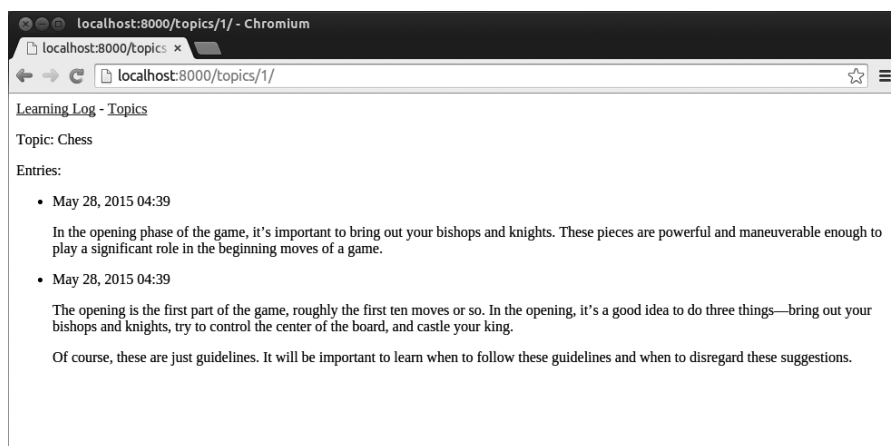 localhost:8000/topics/1/ - Chromium
localhost:8000/topics
localhost:8000/topics/1/
Learning Log - Topics
Topic: Chess
Entries:
• May 28, 2015 04:39
In the opening phase of the game, it’s important to bring out your bishops and knights. These pieces are powerful and maneuverable enough to
play a significant role in the beginning moves of a game.
• May 28, 2015 04:39
The opening is the first part of the game, roughly the first ten moves or so. In the opening, it’s a good idea to do three things—bring out your
bishops and knights, try to control the center of the board, and castle your king.
Of course, these are just guidelines. It will be important to learn when to follow these guidelines and when to disregard these suggestions.